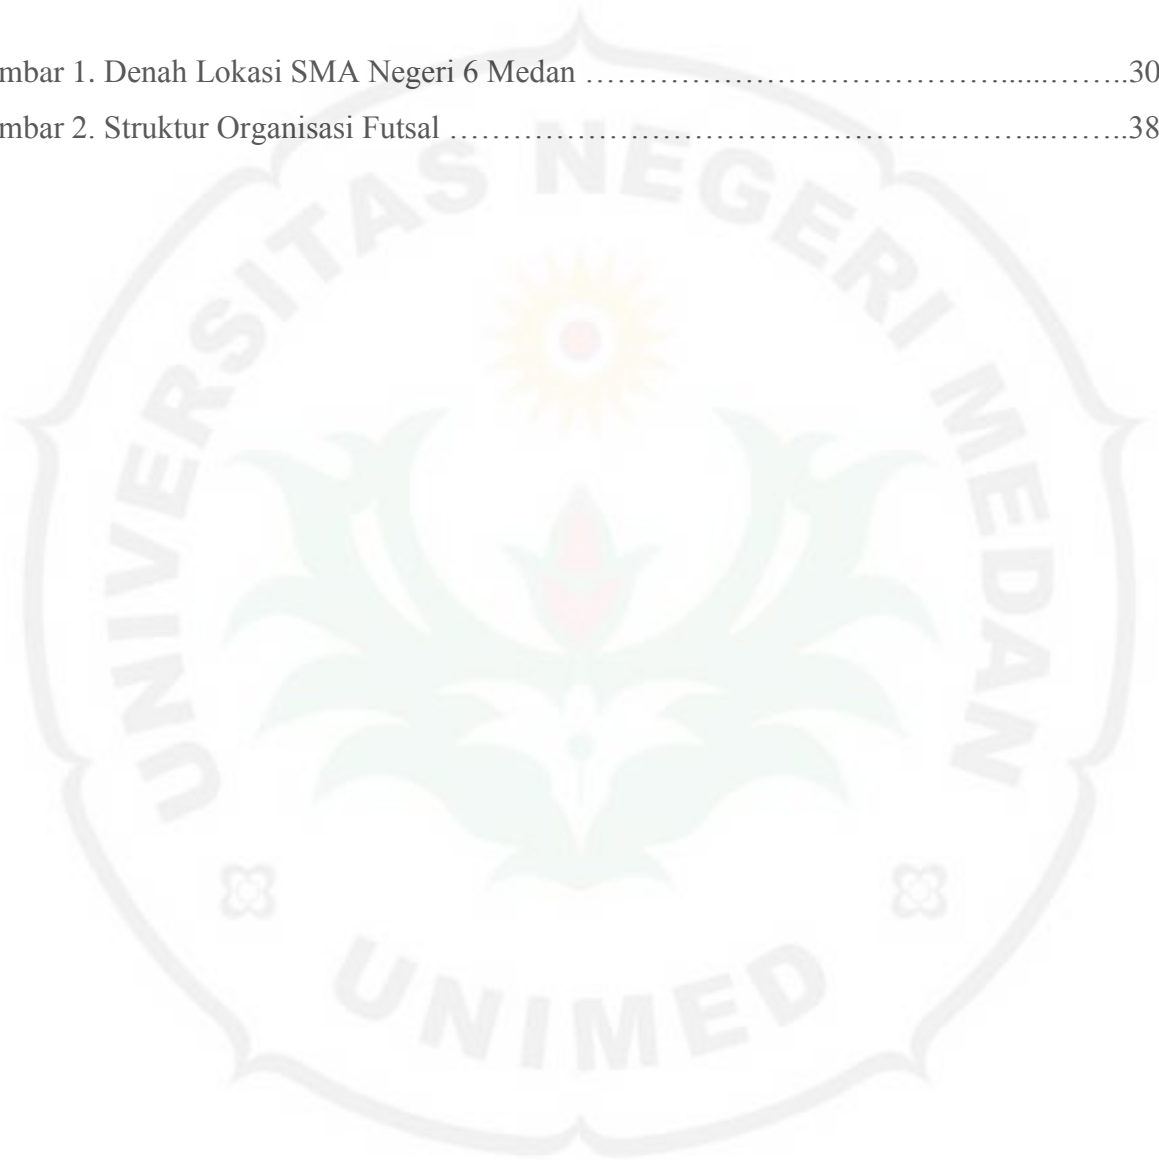 mbar 1. Denah Lokasi SMA Negeri 6 Medan ……………………………………......……..30
mbar 2. Struktur Organisasi Futsal ………………………………………………....……..38
UNIVERSITAS NEGERI MEDAN
UNIMED